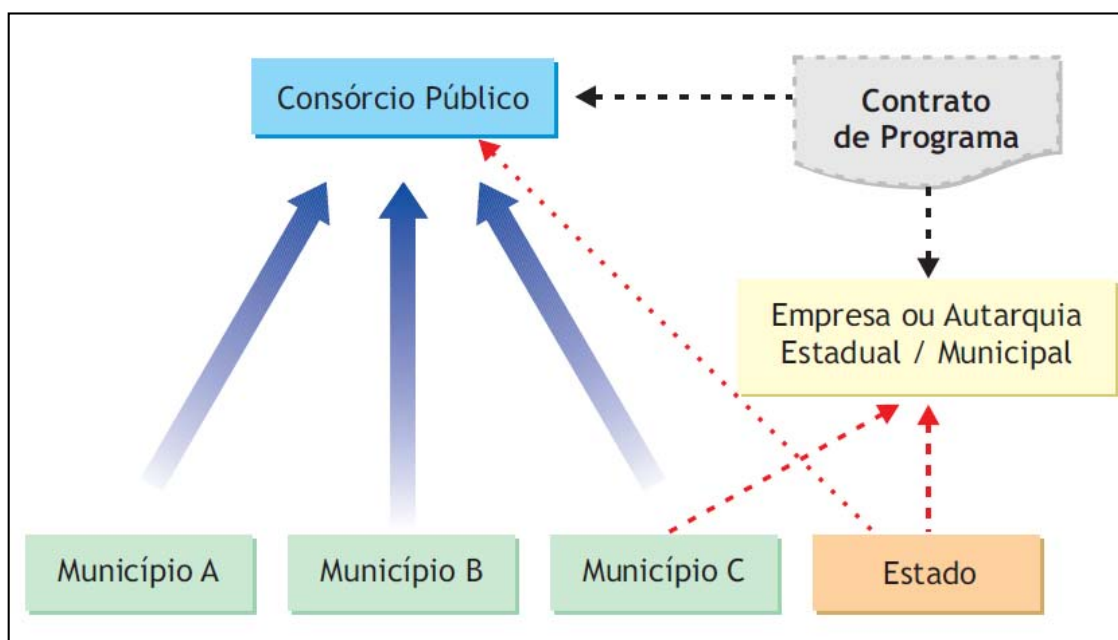 Consórcio Público
Contrato
de Programa
Empresa ou Autarquia
Estadual / Municipal
Município A
Município B
Município C
Estado